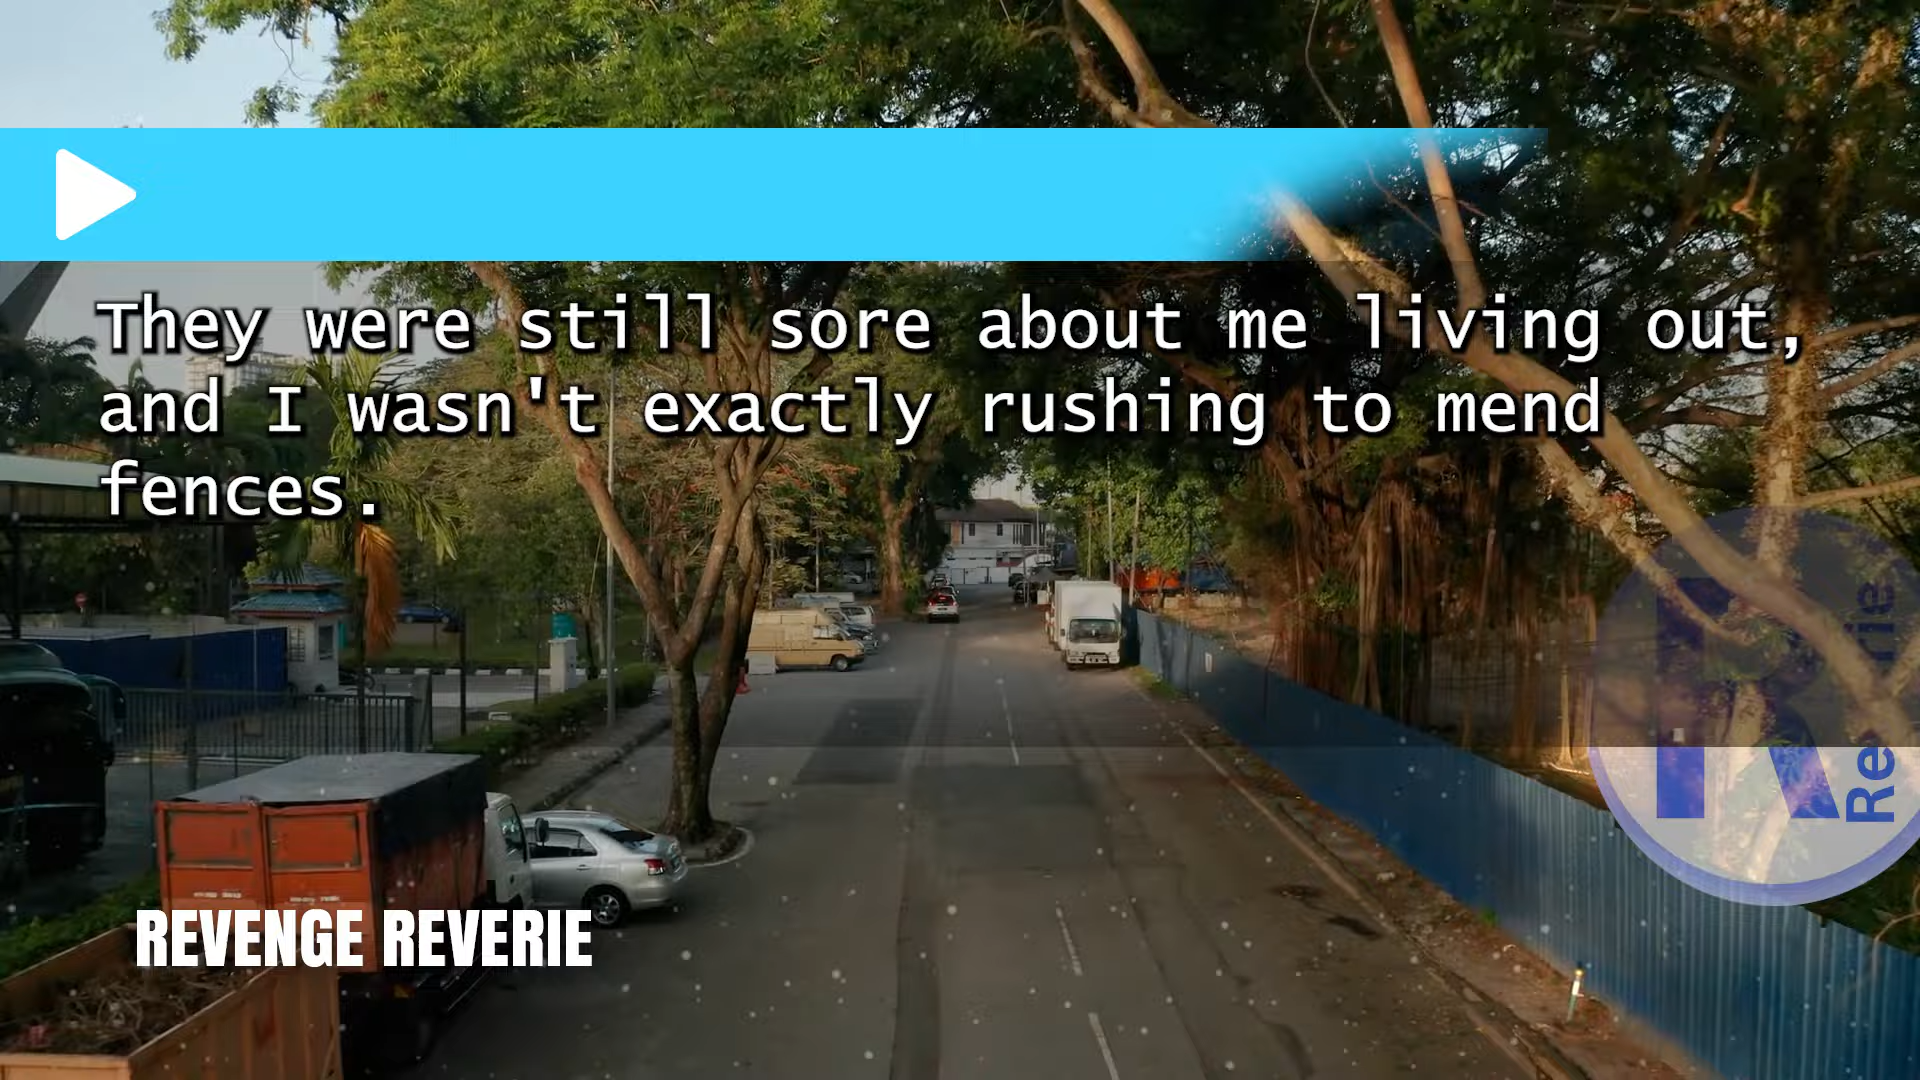 They were still sore about me living out,
and I wasn't exactly rushing to mend
fences.
R
REVENGE REVERIE